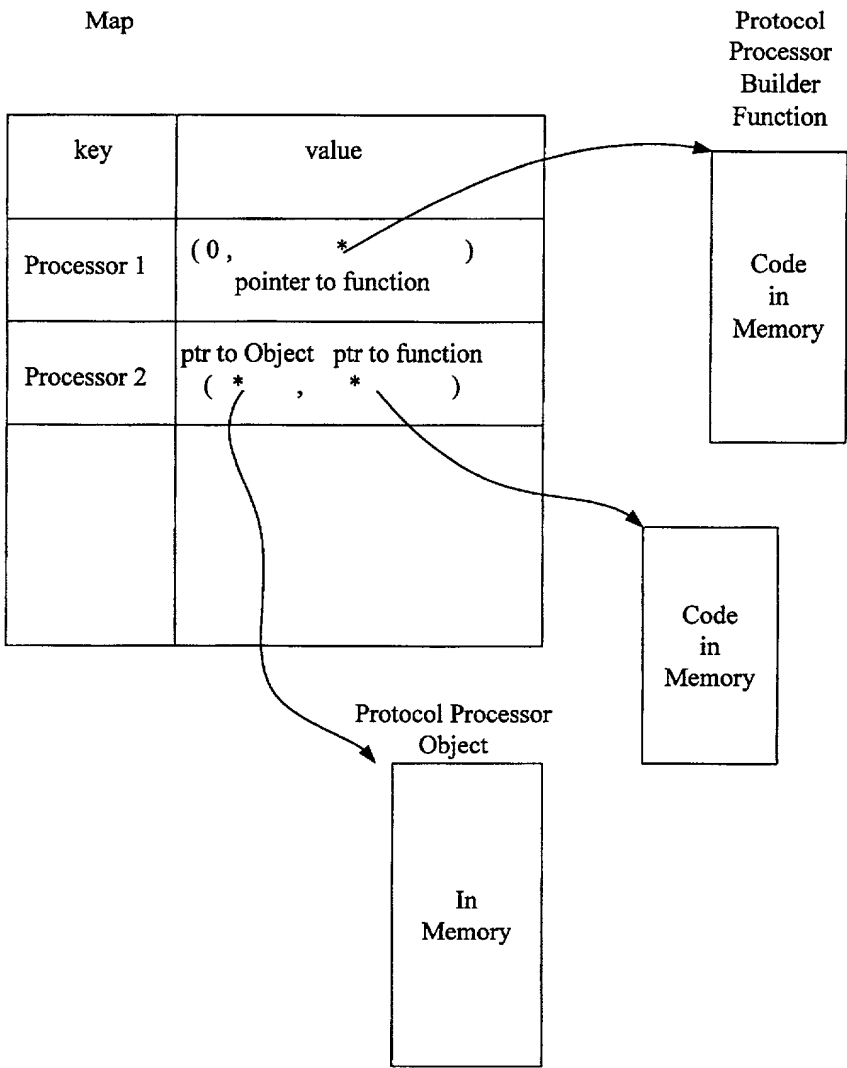 Map
Protocol
Processor
Builder
Function
key value
Processor 1
( 0 , * )
pointer to function
Processor 2
ptr to Object ptr to function
( * , * )
Code
in
Memory
Code
in
Memory
Protocol Processor
Object
In
Memory